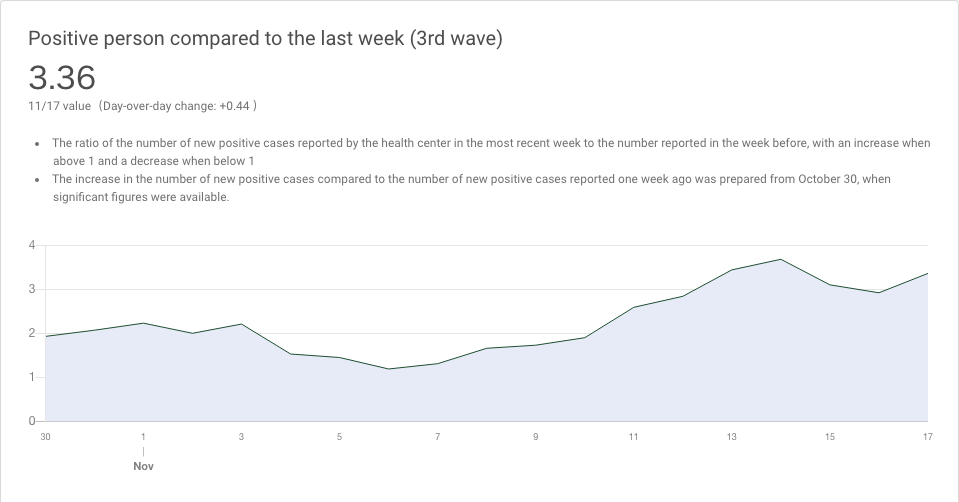 Positive person compared to the last week (3rd wave)
3.36
11/17 value（Day-over-day change: +0.44 ）
• The ratio of the number of new positive cases reported by the health center in the most recent week to the number reported in the week before, with an increase when
above 1 and a decrease when below 1
• The increase in the number of new positive cases compared to the number of new positive cases reported one week ago was prepared from October 30, when
significant figures were available.
4
3
2
1
0
30 1 3 5 7 9 11 13 15 17
Nov